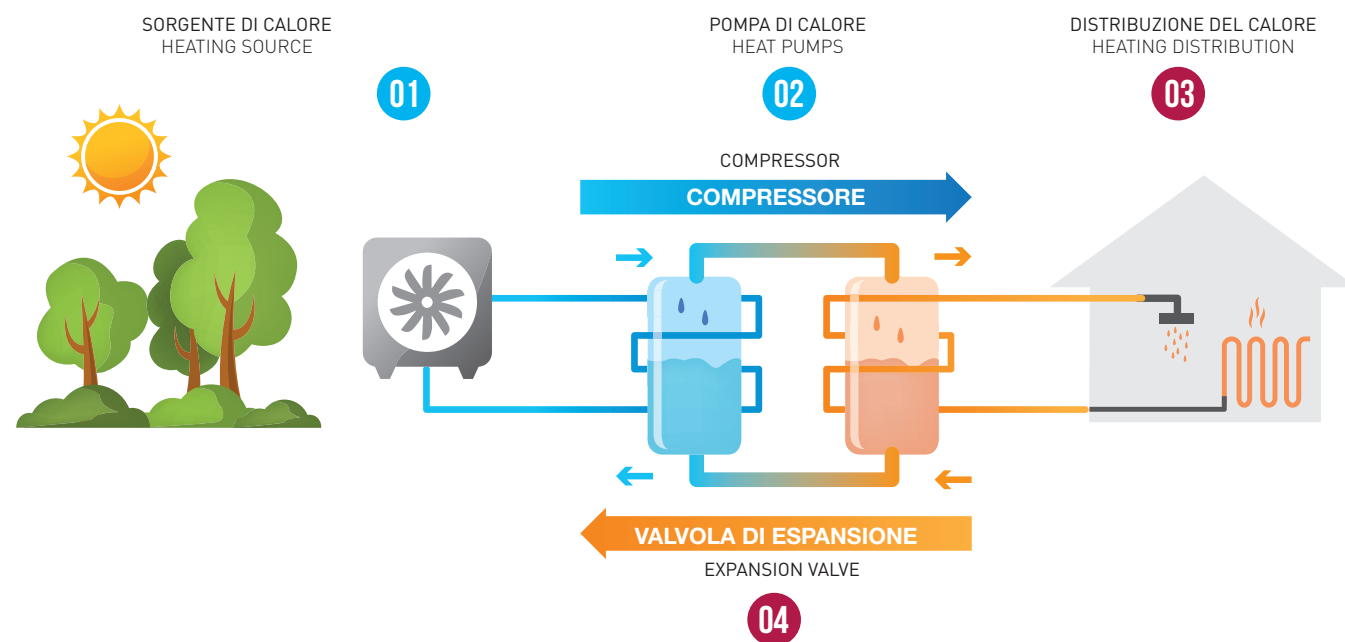 SORGENTE DI CALORE
HEATING SOURCE
01
POMPA DI CALORE
HEAT PUMPS
02
DISTRIBUZIONE DEL CALORE
HEATING DISTRIBUTION
03
COMPRESSOR
COMPRESSORE
VALVOLA DI ESPANSIONE
EXPANSION VALVE
04